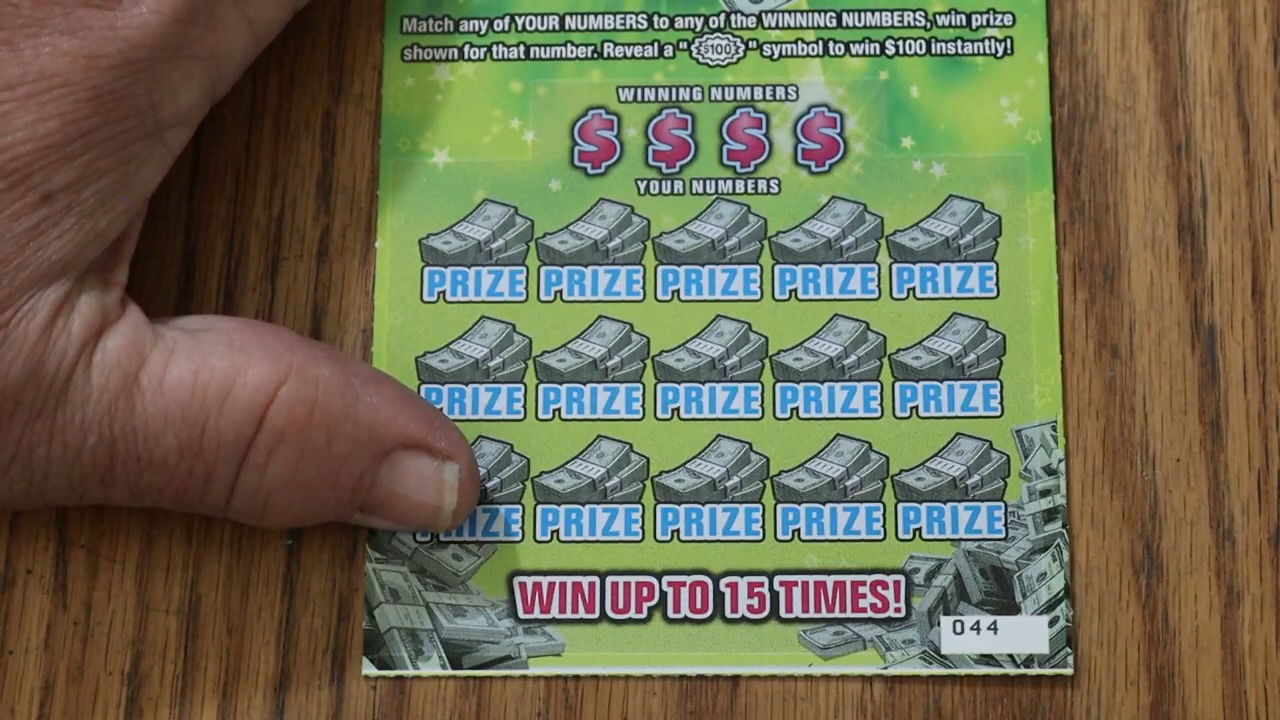 Match any of YOUR NUMBERS to any of the WINNING NUMBERS, win prize
shown for that number. Reveal a "$100" symbol to win $100 instantly!
WINNING NUMBERS
$ $ $ $
YOUR NUMBERS
PRIZE PRIZE PRIZE PRIZE PRIZE
PRIZE PRIZE PRIZE PRIZE PRIZE
PRIZE PRIZE PRIZE PRIZE
WIN UP TO 15 TIMES!
044